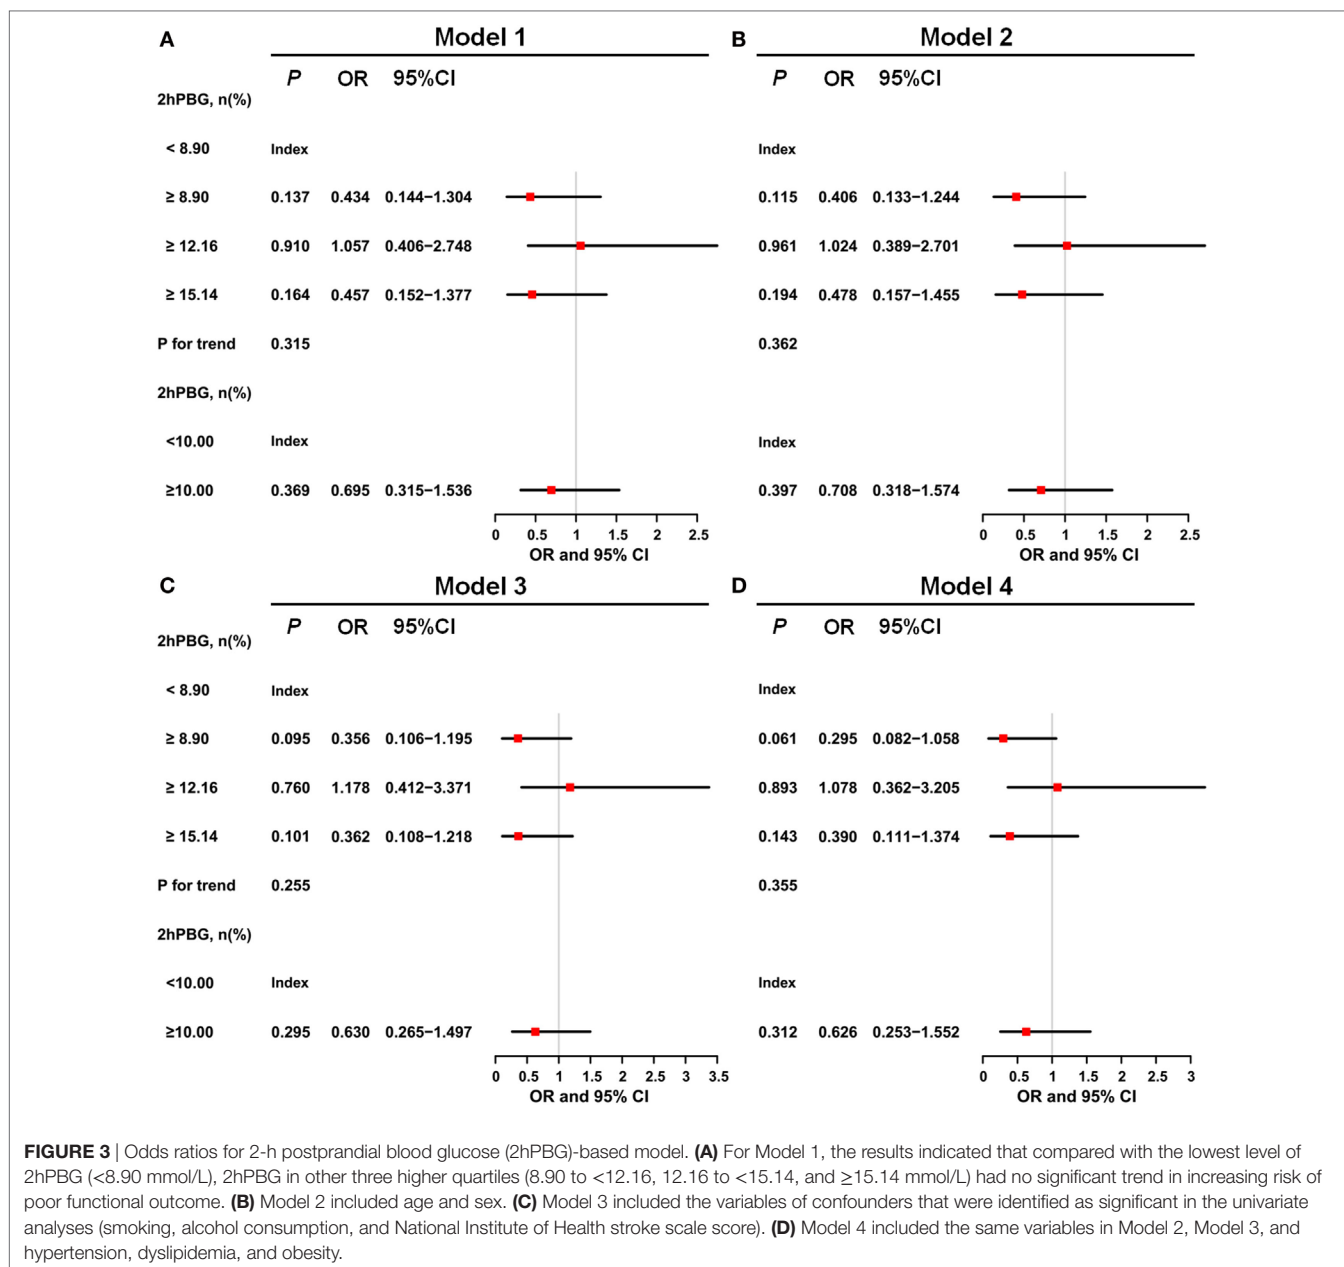 A Model 1
P OR 95%CI
2hPBG, n(%)
< 8.90 Index
≥ 8.90 0.137 0.434 0.144−1.304
≥ 12.16 0.910 1.057 0.406−2.748
≥ 15.14 0.164 0.457 0.152−1.377
P for trend 0.315
2hPBG, n(%)
<10.00 Index
≥10.00 0.369 0.695 0.315−1.536
0 0.5 1 1.5 2 2.5
OR and 95% CI
B Model 2
P OR 95%CI
Index
0.115 0.406 0.133−1.244
0.961 1.024 0.389−2.701
0.194 0.478 0.157−1.455
0.362
Index
0.397 0.708 0.318−1.574
0 0.5 1 1.5 2 2.5
OR and 95% CI
C Model 3
P OR 95%CI
2hPBG, n(%)
< 8.90 Index
≥ 8.90 0.095 0.356 0.106−1.195
≥ 12.16 0.760 1.178 0.412−3.371
≥ 15.14 0.101 0.362 0.108−1.218
P for trend 0.255
2hPBG, n(%)
<10.00 Index
≥10.00 0.295 0.630 0.265−1.497
0 0.5 1 1.5 2 2.5 3 3.5
OR and 95% CI
D Model 4
P OR 95%CI
Index
0.061 0.295 0.082−1.058
0.893 1.078 0.362−3.205
0.143 0.390 0.111−1.374
0.355
Index
0.312 0.626 0.253−1.552
0 0.5 1 1.5 2 2.5 3
OR and 95% CI
FIGURE 3 | Odds ratios for 2-h postprandial blood glucose (2hPBG)-based model. (A) For Model 1, the results indicated that compared with the lowest level of
2hPBG (<8.90 mmol/L), 2hPBG in other three higher quartiles (8.90 to <12.16, 12.16 to <15.14, and ≥15.14 mmol/L) had no significant trend in increasing risk of
poor functional outcome. (B) Model 2 included age and sex. (C) Model 3 included the variables of confounders that were identified as significant in the univariate
analyses (smoking, alcohol consumption, and National Institute of Health stroke scale score). (D) Model 4 included the same variables in Model 2, Model 3, and
hypertension, dyslipidemia, and obesity.